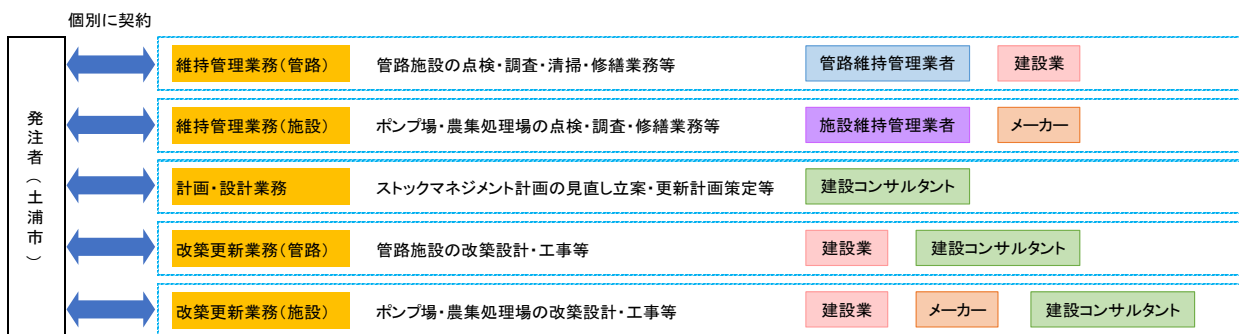 個別に契約
発注者(土浦市)
維持管理業務(管路) 管路施設の点検・調査・清掃・修繕業務等 管路維持管理業者 建設業
維持管理業務(施設) ポンプ場・農集処理場の点検・調査・修繕業務等 施設維持管理業者 メーカー
計画・設計業務 ストックマネジメント計画の見直し立案・更新計画策定等 建設コンサルタント
改築更新業務(管路) 管路施設の改築設計・工事等 建設業 建設コンサルタント
改築更新業務(施設) ポンプ場・農集処理場の改築設計・工事等 建設業 メーカー 建設コンサルタント